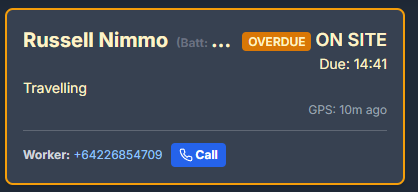 Russell Nimmo (Batt: ... OVERDUE ON SITE
Due: 14:41
Travelling
GPS: 10m ago
Worker: +64226854709 Call